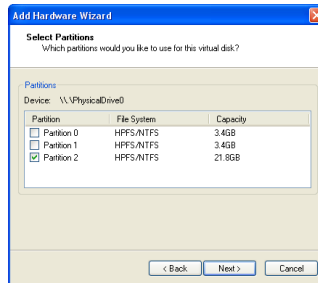 Add Hardware Wizard
Select Partitions
Which partitions would you like to use for this virtual disk?
Partitions
Device: \\.\PhysicalDrive0
Partition File System Capacity
Partition 0 HPFS/NTFS 3.4GB
Partition 1 HPFS/NTFS 3.4GB
Partition 2 HPFS/NTFS 21.8GB
< Back Next > Cancel